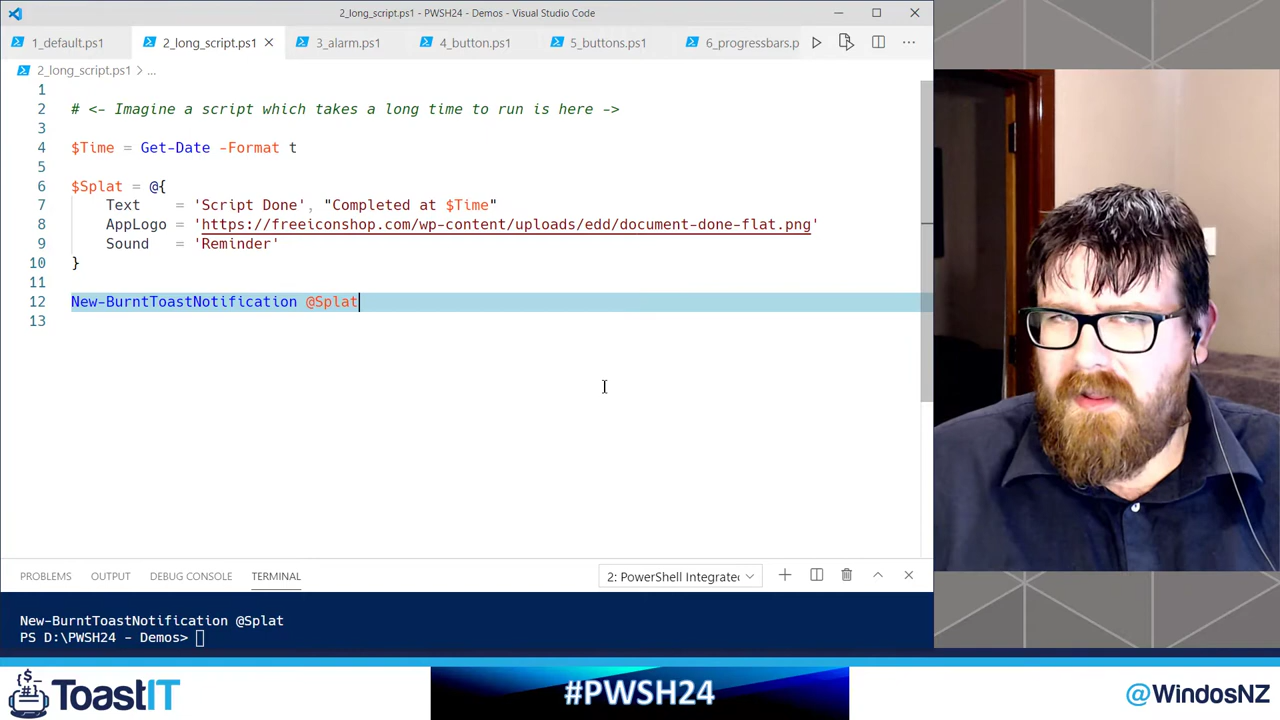 2_long_script.ps1 - PWSH24 - Demos - Visual Studio Code
1_default.ps1
2_long_script.ps1
3_alarm.ps1
4_button.ps1
5_buttons.ps1
6_progressbars.p
2_long_script.ps1 > ...
1
2 # <- Imagine a script which takes a long time to run is here ->
3
4 $Time = Get-Date -Format t
5
6 $Splat = @{
7 Text = 'Script Done', "Completed at $Time"
8 AppLogo = 'https://freeiconshop.com/wp-content/uploads/edd/document-done-flat.png'
9 Sound = 'Reminder'
10 }
11
12 New-BurntToastNotification @Splat
13
PROBLEMS OUTPUT DEBUG CONSOLE TERMINAL
2: PowerShell Integrated
New-BurntToastNotification @Splat
PS D:\PWSH24 - Demos>
ToastIT
#PWSH24
@WindosNZ